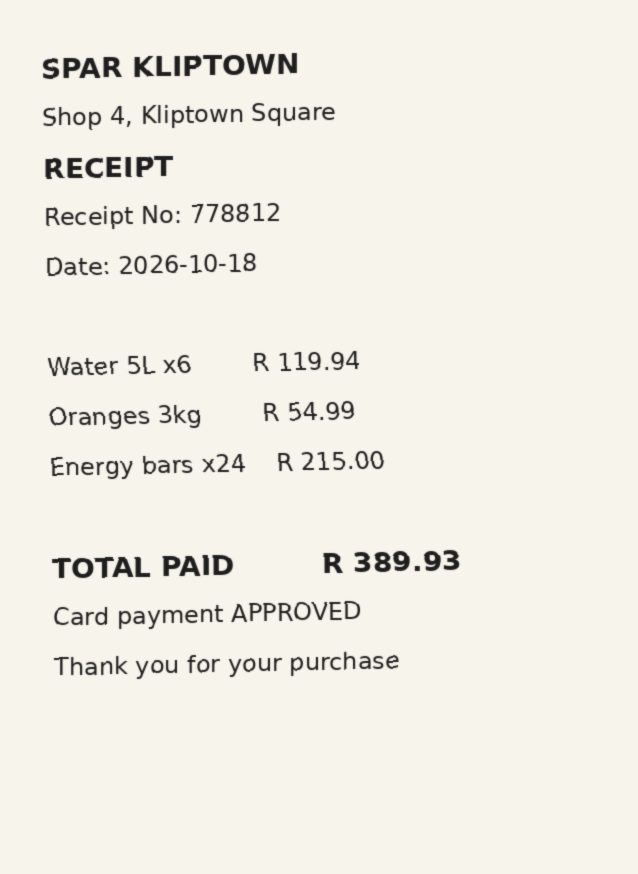 SPAR KLIPTOWN
Shop 4, Kliptown Square
RECEIPT
Receipt No: 778812
Date: 2026-10-18
Water 5L x6 R 119.94
Oranges 3kg R 54.99
Energy bars x24 R 215.00
TOTAL PAID R 389.93
Card payment APPROVED
Thank you for your purchase